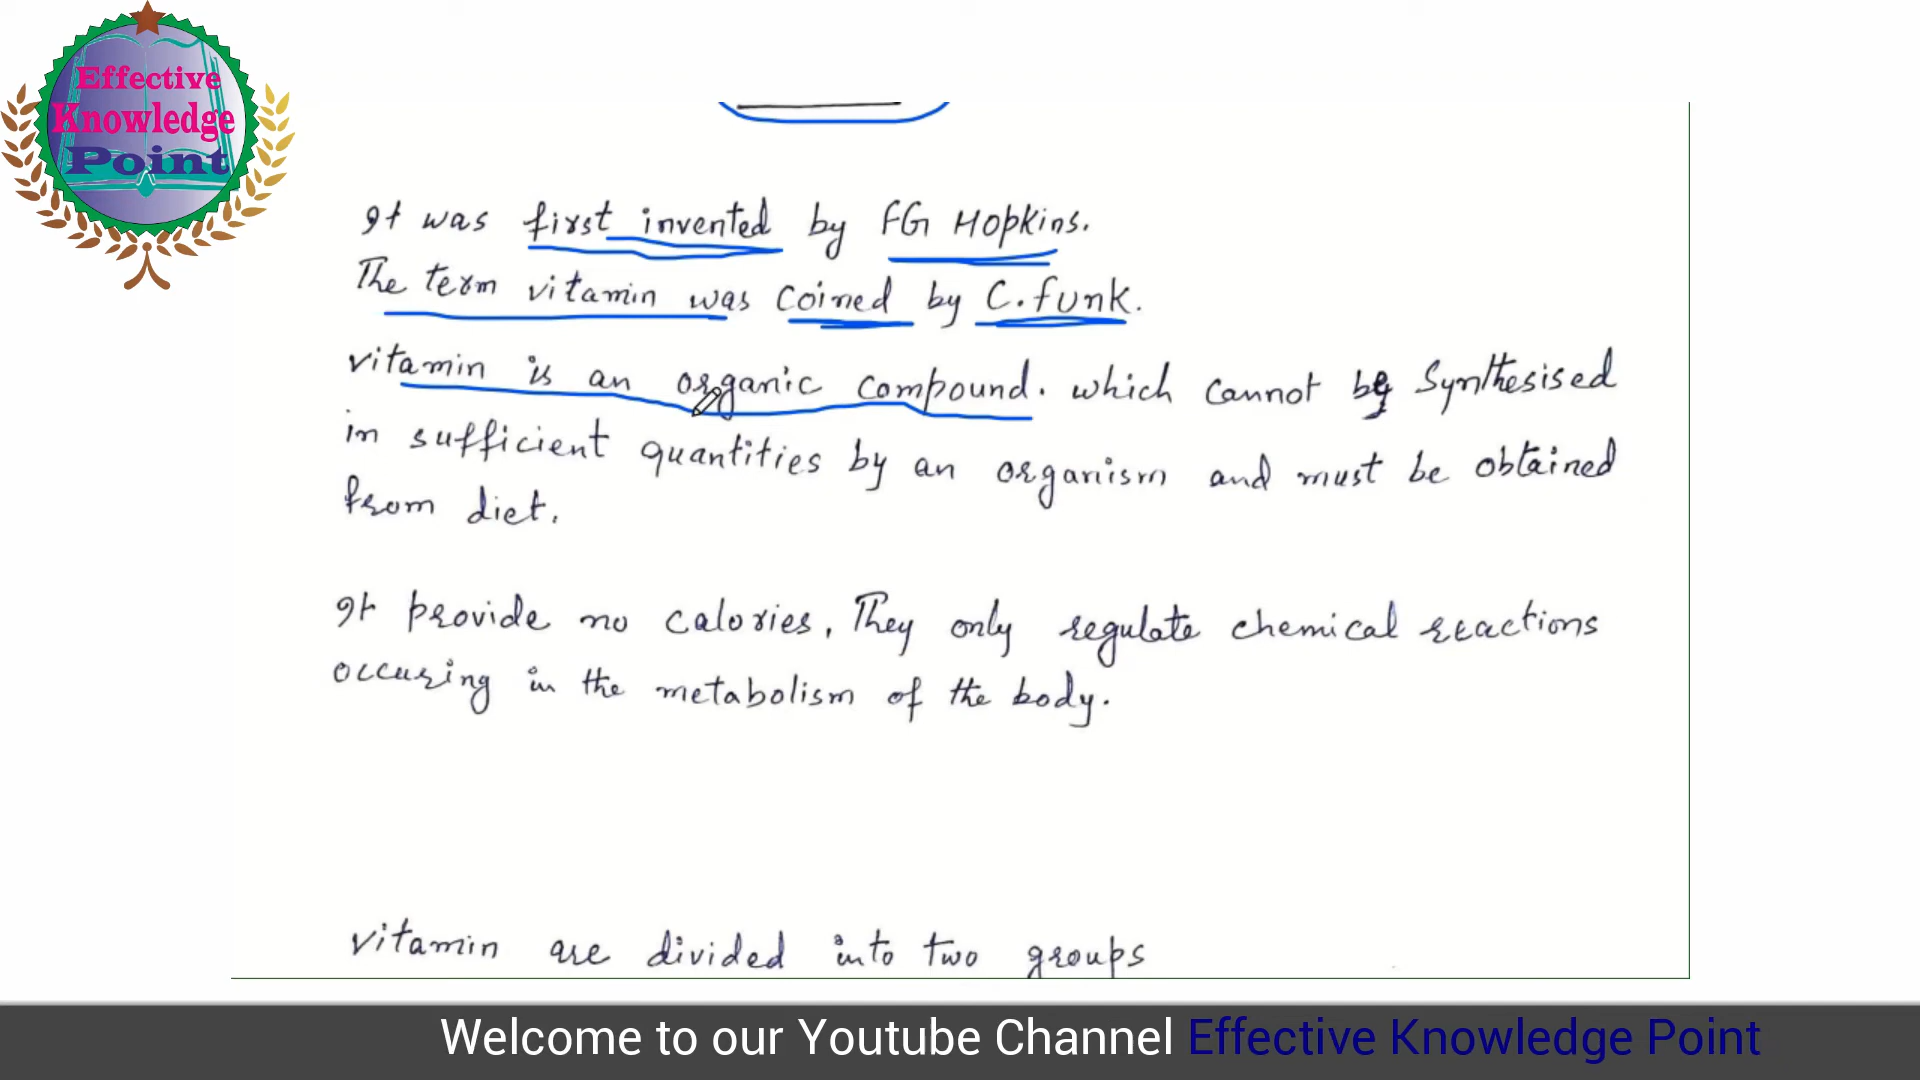 Effective
Knowledge
Point
It was first invented by FG Hopkins.
The term vitamin was coined by C. Funk.
vitamin is an organic compound. which cannot be synthesised
in sufficient quantities by an organism and must be obtained
from diet.
It provide no calories, They only regulate chemical reactions
occuring in the metabolism of the body.
vitamin are divided into two groups
Welcome to our Youtube Channel Effective Knowledge Point